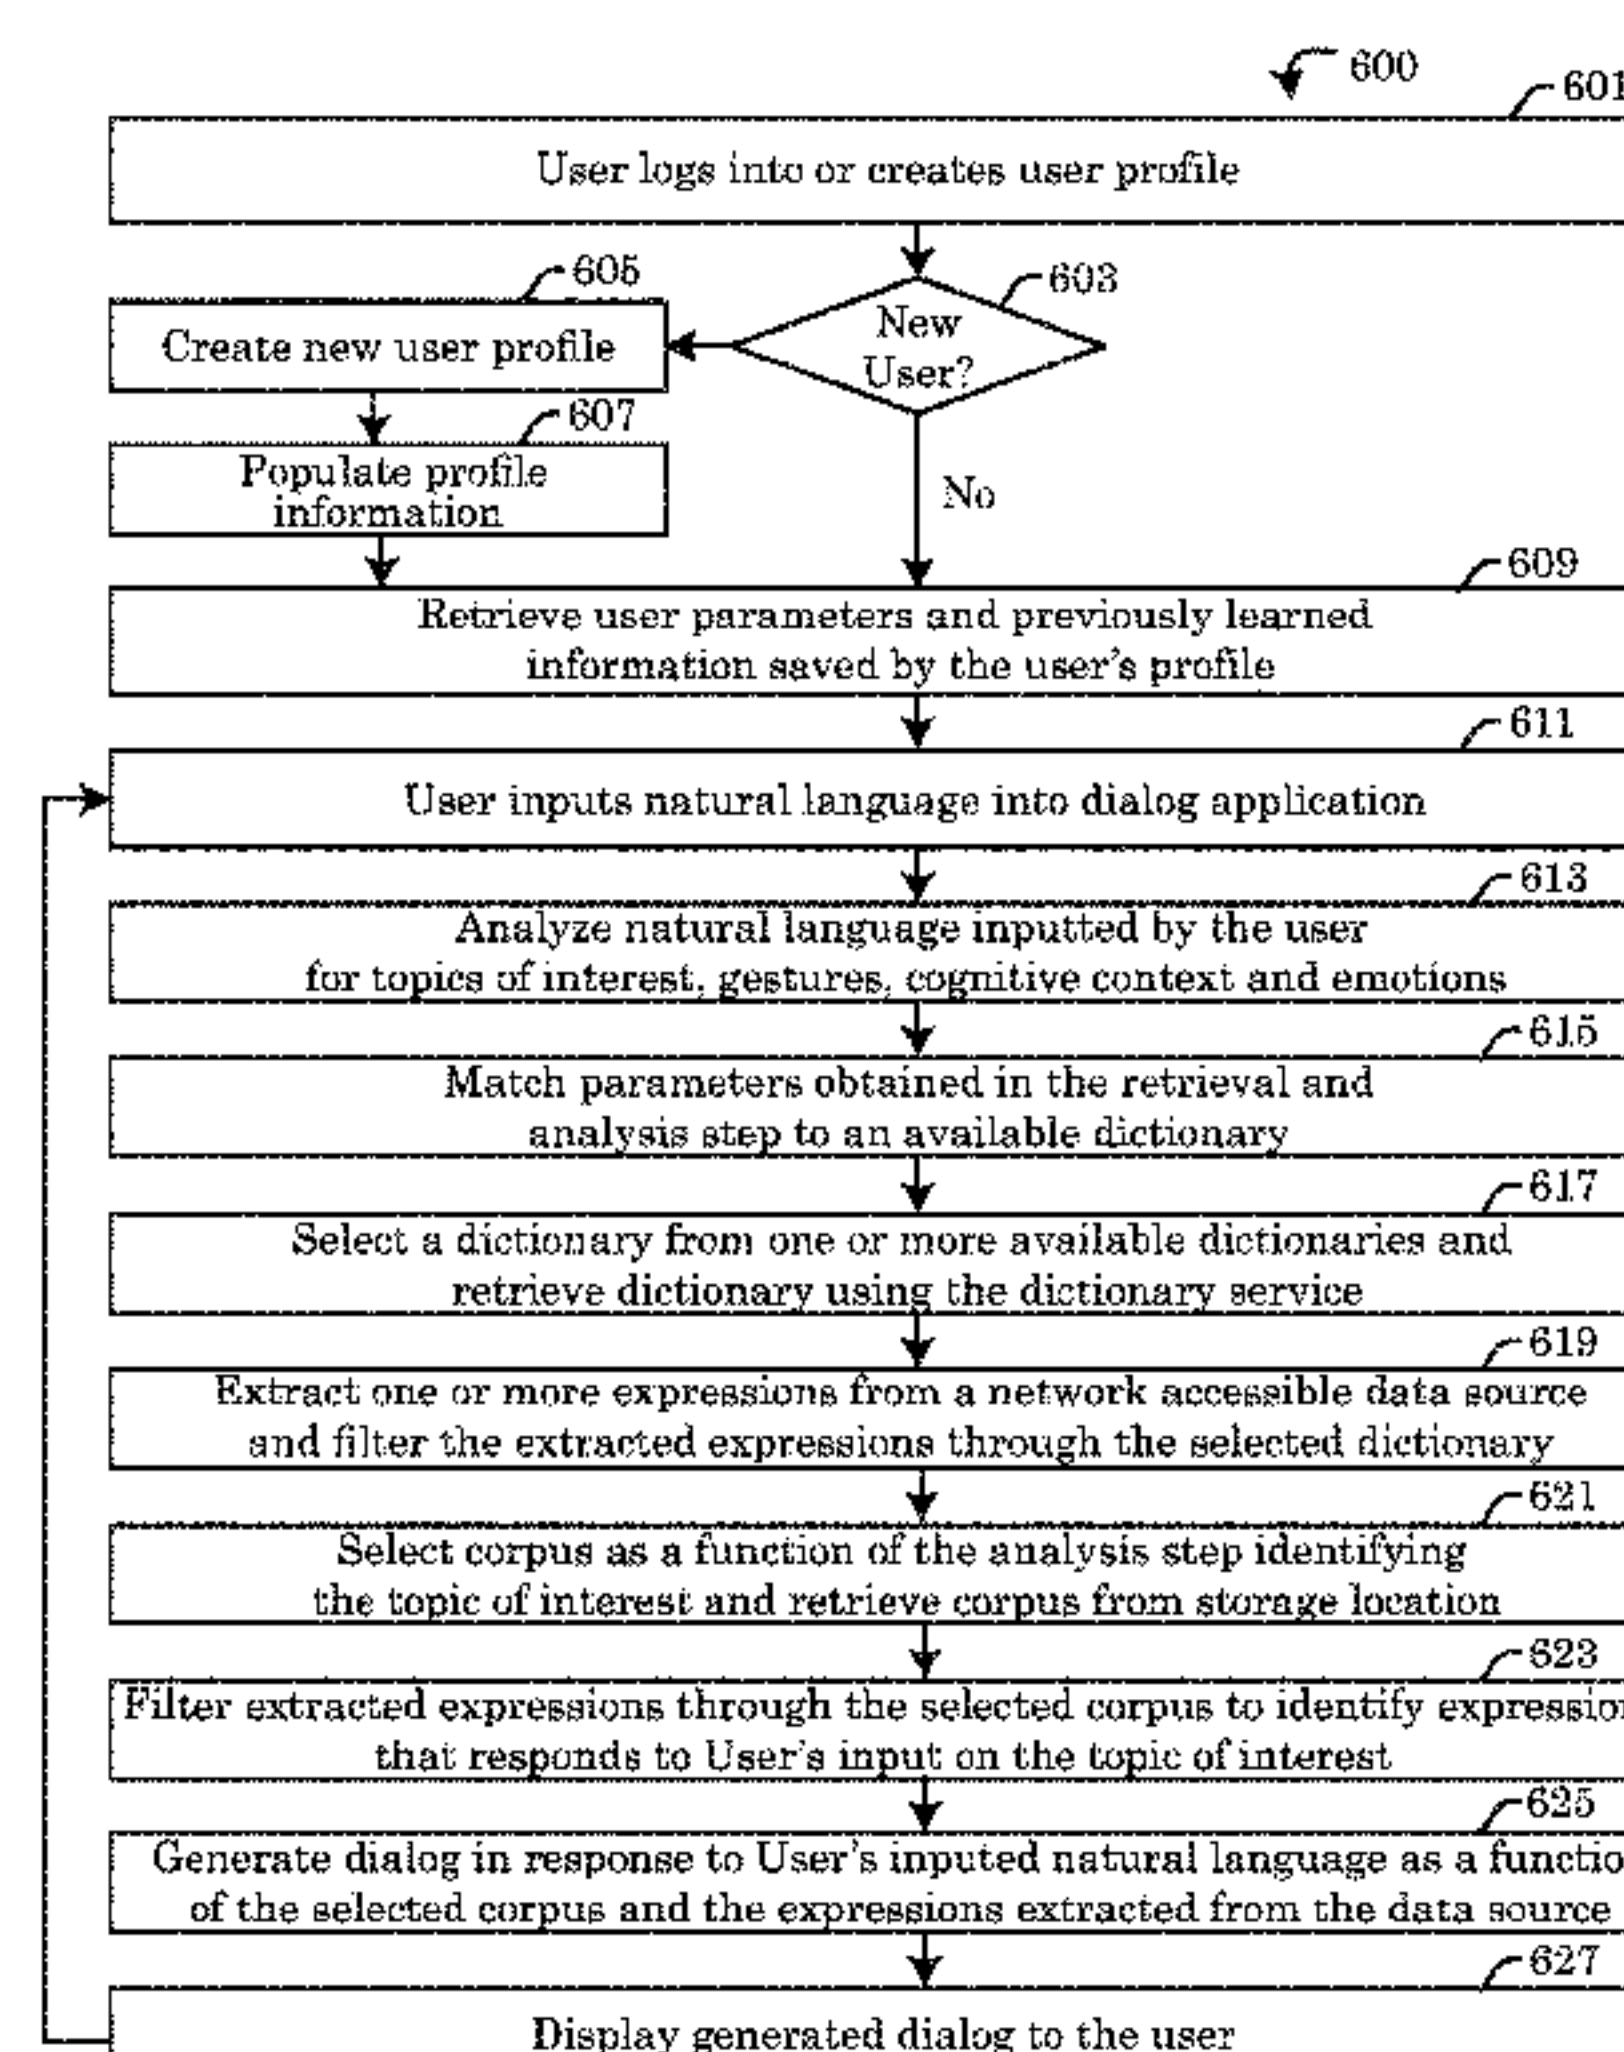 600
601
User logs into or creates user profile
605
603
New
User?
Create new user profile
607
Populate profile
information
No
609
Retrieve user parameters and previously learned
information saved by the user's profile
611
User inputs natural language into dialog application
613
Analyze natural language inputted by the user
for topics of interest, gestures, cognitive context and emotions
615
Match parameters obtained in the retrieval and
analysis step to an available dictionary
617
Select a dictionary from one or more available dictionaries and
retrieve dictionary using the dictionary service
619
Extract one or more expressions from a network accessible data source
and filter the extracted expressions through the selected dictionary
621
Select corpus as a function of the analysis step identifying
the topic of interest and retrieve corpus from storage location
623
Filter extracted expressions through the selected corpus to identify
that responds to User's input on the topic of interest
625
Generate dialog in response to User's inputed natural language as a
of the selected corpus and the expressions extracted from the data source
627
Display generated dialog to the user